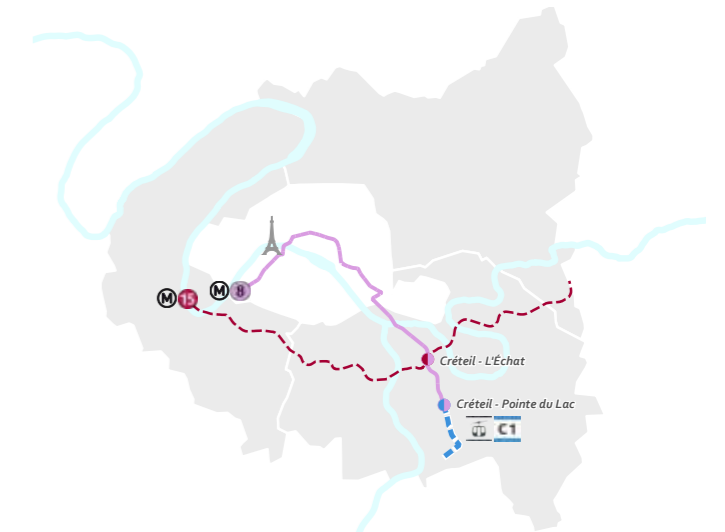 M 8
M 15
Créteil - L'Échat
Créteil - Pointe du Lac
C1